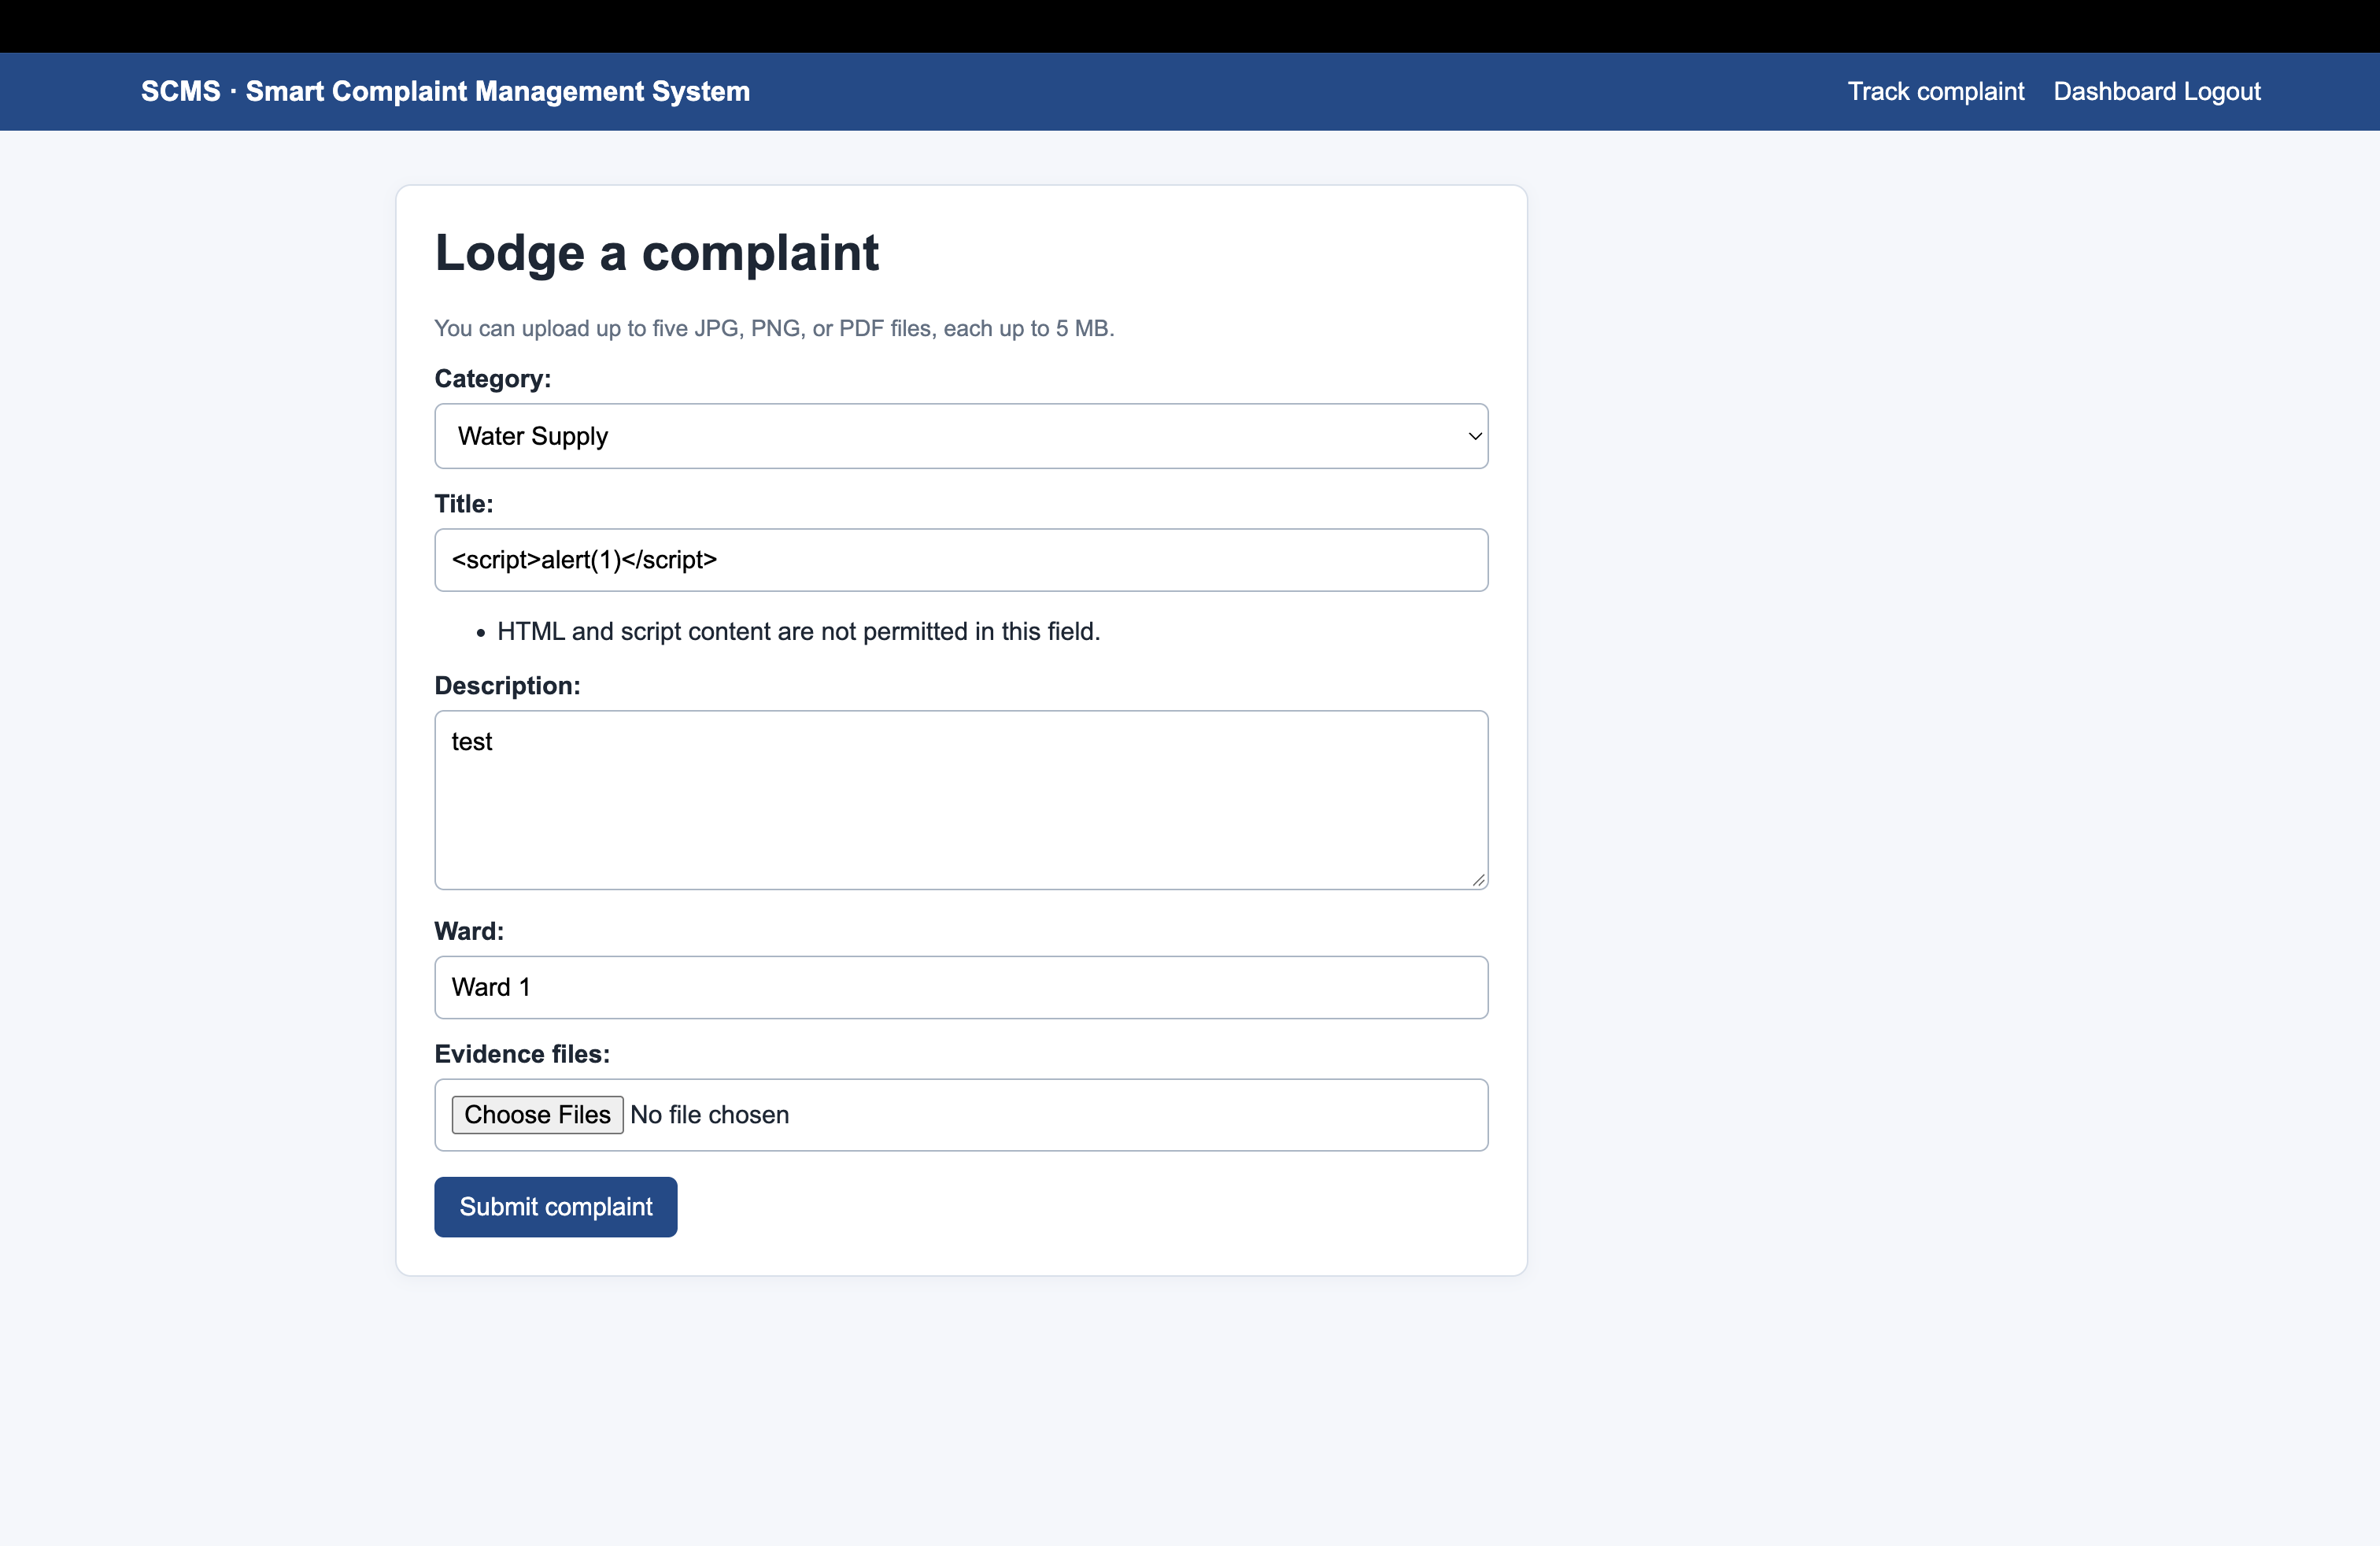 SCMS · Smart Complaint Management System
Track complaint Dashboard Logout
Lodge a complaint
You can upload up to five JPG, PNG, or PDF files, each up to 5 MB.
Category:
Water Supply
Title:
<script>alert(1)</script>
• HTML and script content are not permitted in this field.
Description:
test
Ward:
Ward 1
Evidence files:
Choose Files No file chosen
Submit complaint